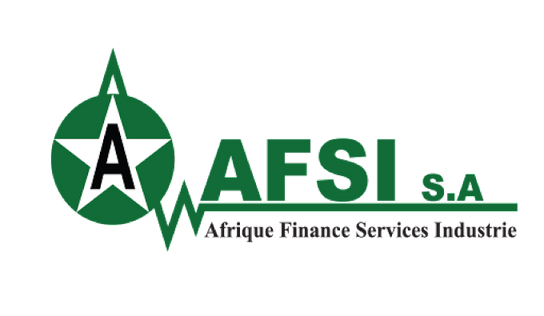 A
AFSI S.A
Afrique Finance Services Industrie